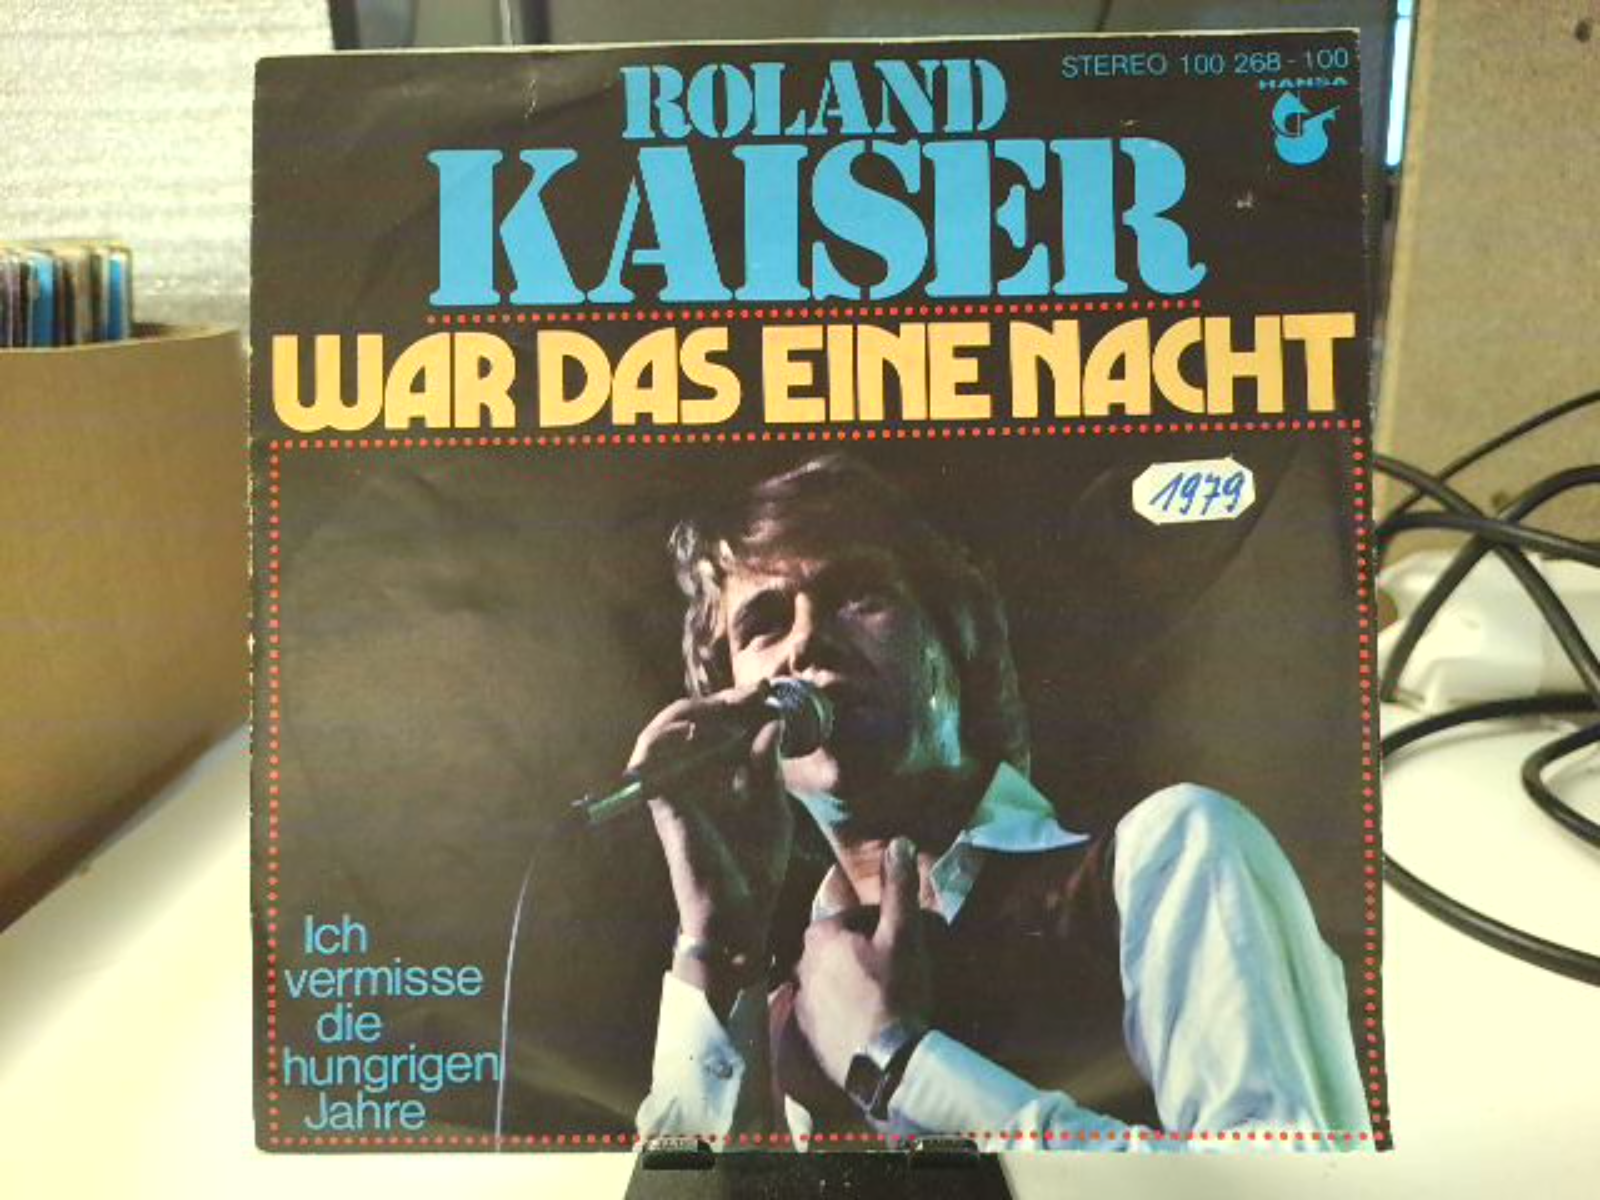 ROLAND
STEREO 100 268-100
HANSA
KAISER
WAR DAS EINE NACHT
1979
Ich
vermisse
die
hungrigen
Jahre